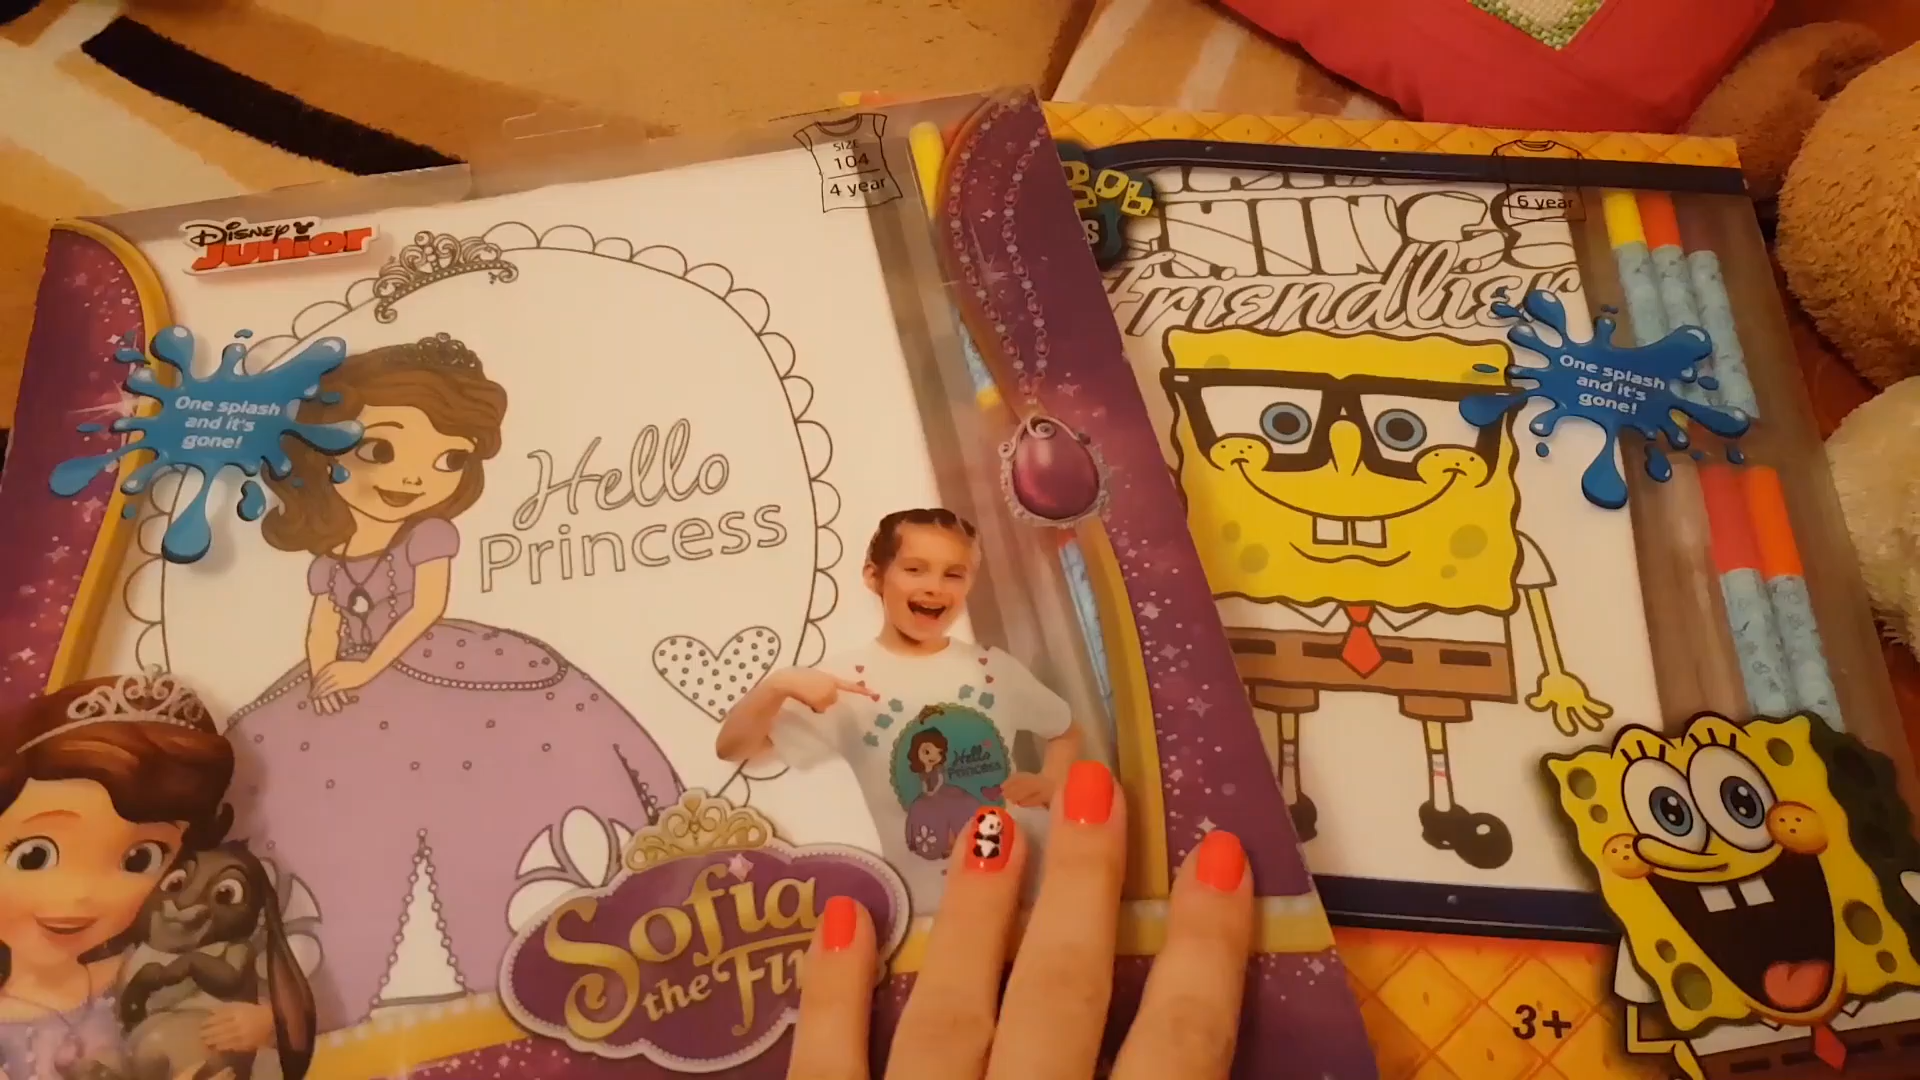 Disney
Junior
SIZE
104
4 year
One splash
and it's
gone!
Hello
Princess
Hello
Princess
Sofia
the
6 year
friendlier
One splash
and it's
gone!
3+